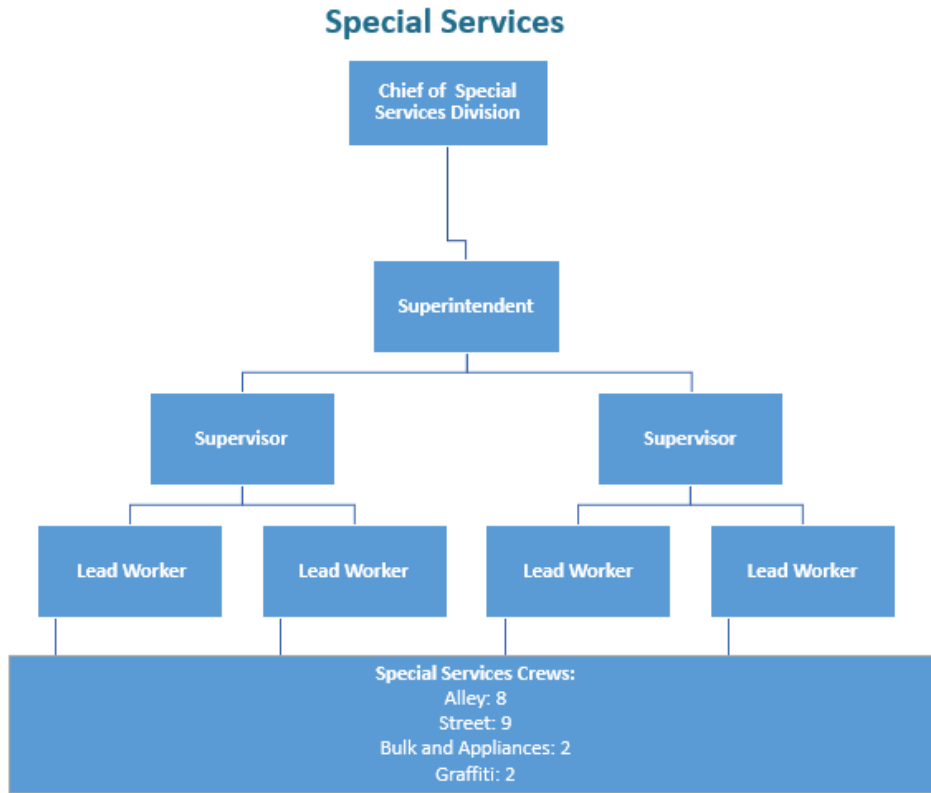 Special Services
Chief of Special
Services Division
Superintendent
Supervisor
Supervisor
Lead Worker
Lead Worker
Lead Worker
Lead Worker
Special Services Crews:
Alley: 8
Street: 9
Bulk and Appliances: 2
Graffiti: 2